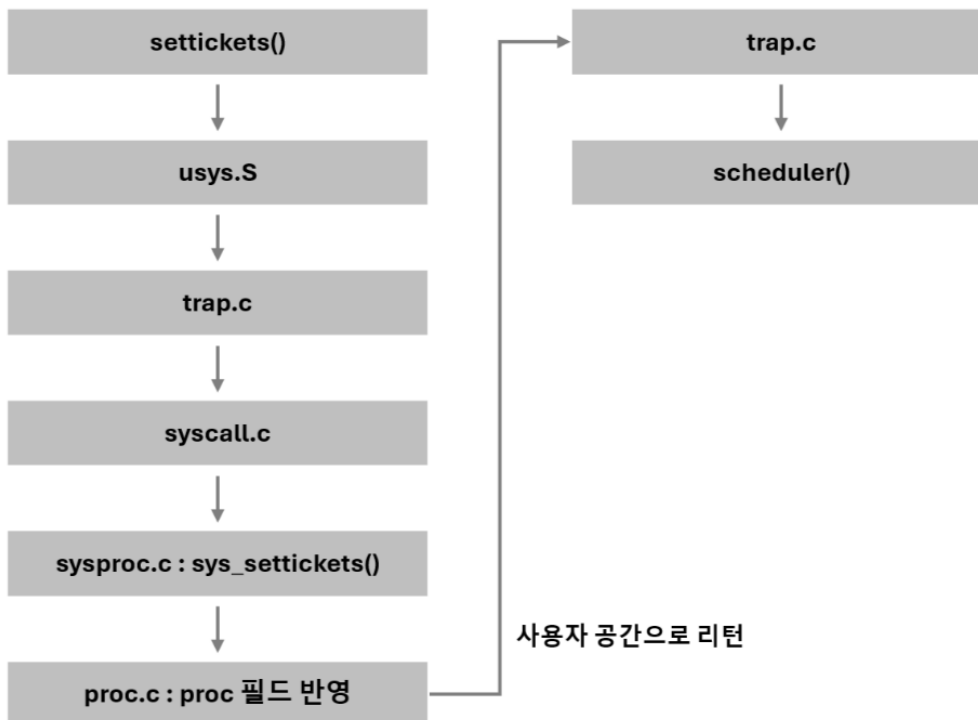 settickets()
usys.S
trap.c
syscall.c
sysproc.c : sys_settickets()
proc.c : proc 필드 반영
사용자 공간으로 리턴
trap.c
scheduler()